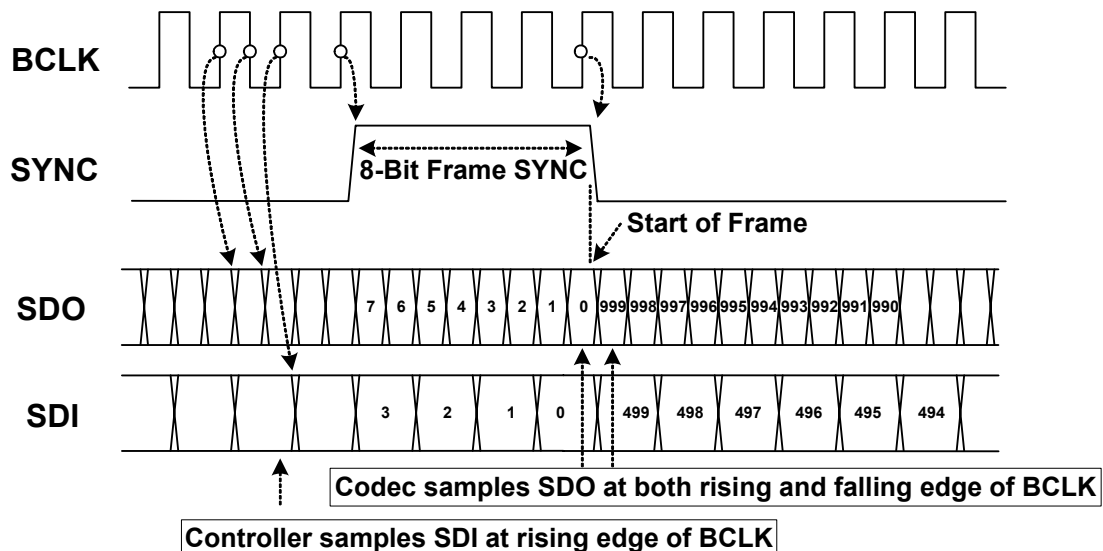 BCLK
SYNC
8-Bit Frame SYNC
Start of Frame
SDO
7 6 5 4 3 2 1 0 999 998 997 996 995 994 993 992 991 990
SDI
3 2 1 0 499 498 497 496 495 494
Codec samples SDO at both rising and falling edge of BCLK
Controller samples SDI at rising edge of BCLK